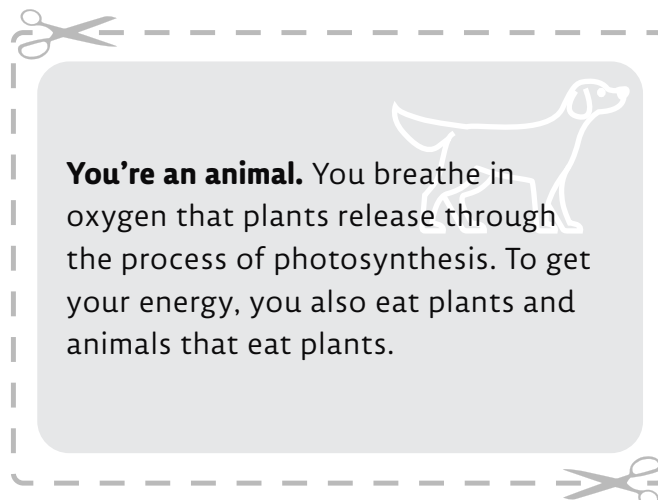 You’re an animal. You breathe in
oxygen that plants release through
the process of photosynthesis. To get
your energy, you also eat plants and
animals that eat plants.